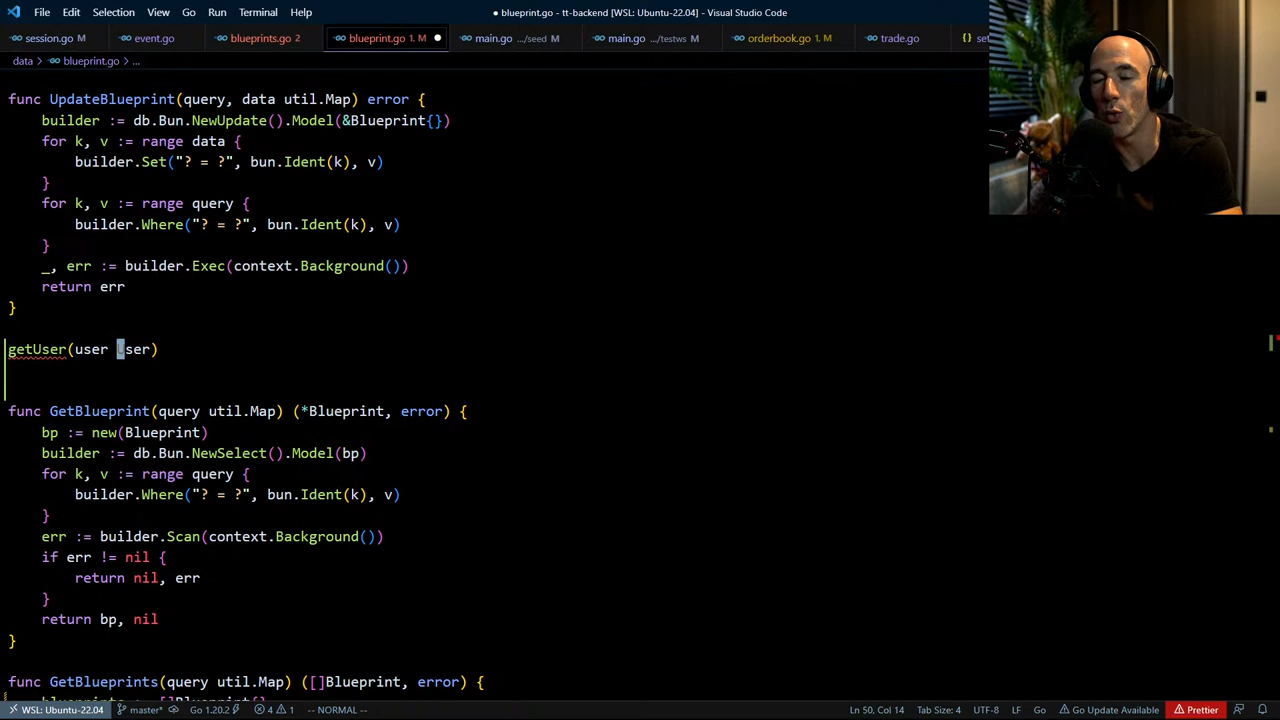 File Edit Selection View Go Run Terminal Help
blueprint.go - tt-backend [WSL: Ubuntu-22.04] - Visual Studio Code
session.go M event.go blueprints.go 2 blueprint.go 1, M main.go .../seed M main.go .../testws M orderbook.go 1, M trade.go {} set
data > blueprint.go > ...
func UpdateBlueprint(query, data util.Map) error {
builder := db.Bun.NewUpdate().Model(&Blueprint{})
for k, v := range data {
builder.Set("? = ?", bun.Ident(k), v)
}
for k, v := range query {
builder.Where("? = ?", bun.Ident(k), v)
}
_, err := builder.Exec(context.Background())
return err
}
getUser(user User)
func GetBlueprint(query util.Map) (*Blueprint, error) {
bp := new(Blueprint)
builder := db.Bun.NewSelect().Model(bp)
for k, v := range query {
builder.Where("? = ?", bun.Ident(k), v)
}
err := builder.Scan(context.Background())
if err != nil {
return nil, err
}
return bp, nil
}
func GetBlueprints(query util.Map) ([]Blueprint, error) {
blueprints := []Blueprint{}
WSL: Ubuntu-22.04 master* Go 1.20.2 4 1 -- NORMAL -- Ln 50, Col 14 Tab Size: 4 UTF-8 LF Go Go Update Available Prettier